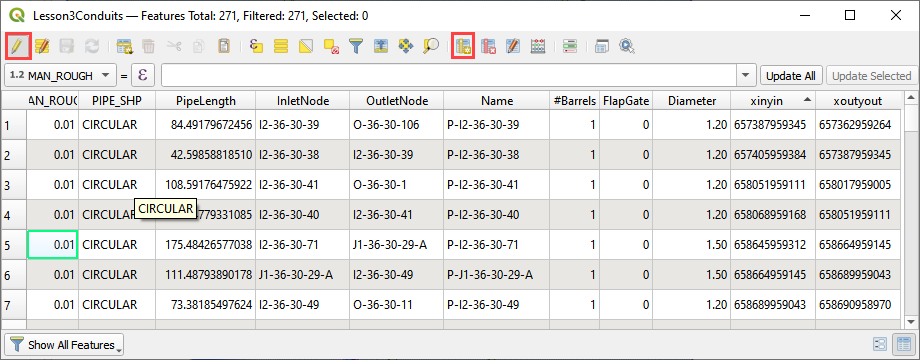 Lesson3Conduits — Features Total: 271, Filtered: 271, Selected: 0
1.2 MAN_ROUGH = ε Update All Update Selected
AN_ROUG PIPE_SHP PipeLength InletNode OutletNode Name #Barrels FlapGate Diameter xinyin xoutyout
1 0.01 CIRCULAR 84.49179672456 I2-36-30-39 O-36-30-106 P-I2-36-30-39 1 0 1.20 657387959345 657362959264
2 0.01 CIRCULAR 42.59858818510 I2-36-30-38 I2-36-30-39 P-I2-36-30-38 1 0 1.20 657405959384 657387959345
3 0.01 CIRCULAR 108.59176475922 I2-36-30-41 O-36-30-1 P-I2-36-30-41 1 0 1.20 658051959111 658017959005
4 0.01 CIRCULAR 779331085 I2-36-30-40 I2-36-30-41 P-I2-36-30-40 1 0 1.20 658068959168 658051959111
CIRCULAR
5 0.01 CIRCULAR 175.48426577038 I2-36-30-71 J1-36-30-29-A P-I2-36-30-71 1 0 1.50 658645959312 658664959145
6 0.01 CIRCULAR 111.48793890178 J1-36-30-29-A I2-36-30-49 P-J1-36-30-29-A 1 0 1.50 658664959145 658689959043
7 0.01 CIRCULAR 73.38185497624 I2-36-30-49 O-36-30-11 P-I2-36-30-49 1 0 1.20 658689959043 658690958970
Show All Features